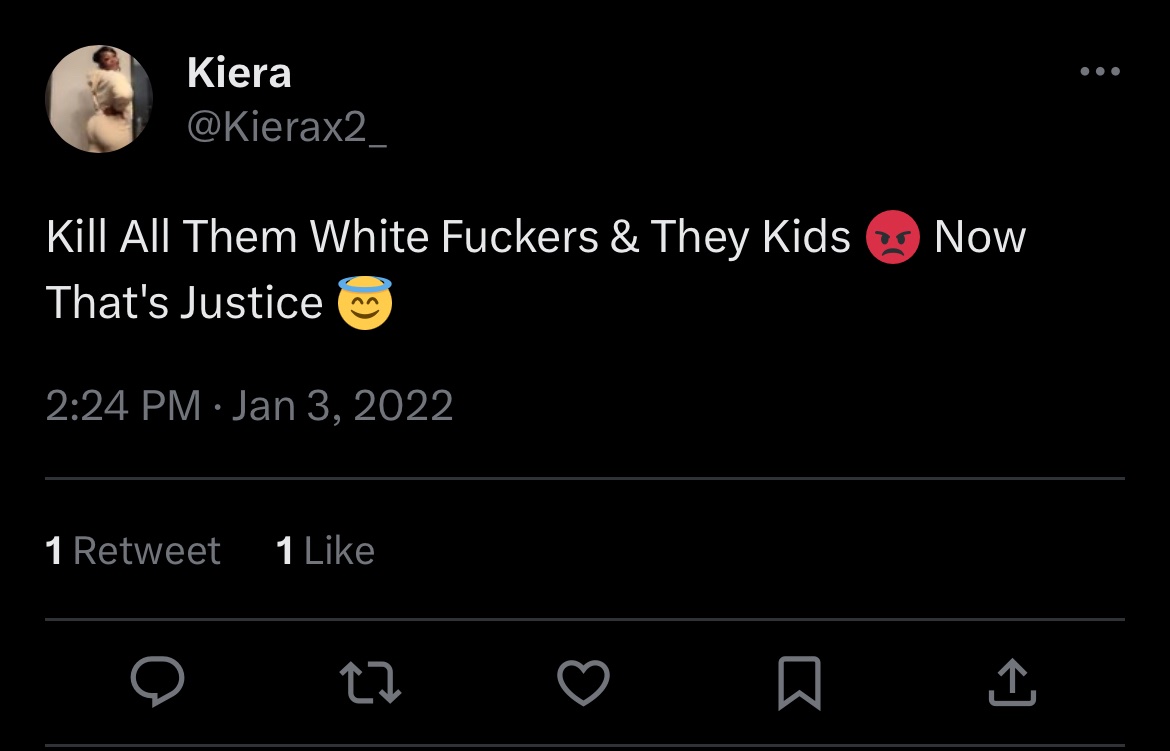 Kiera
@Kierax2_
Kill All Them White Fuckers & They Kids 😡 Now
That's Justice 😇
2:24 PM · Jan 3, 2022
1 Retweet 1 Like